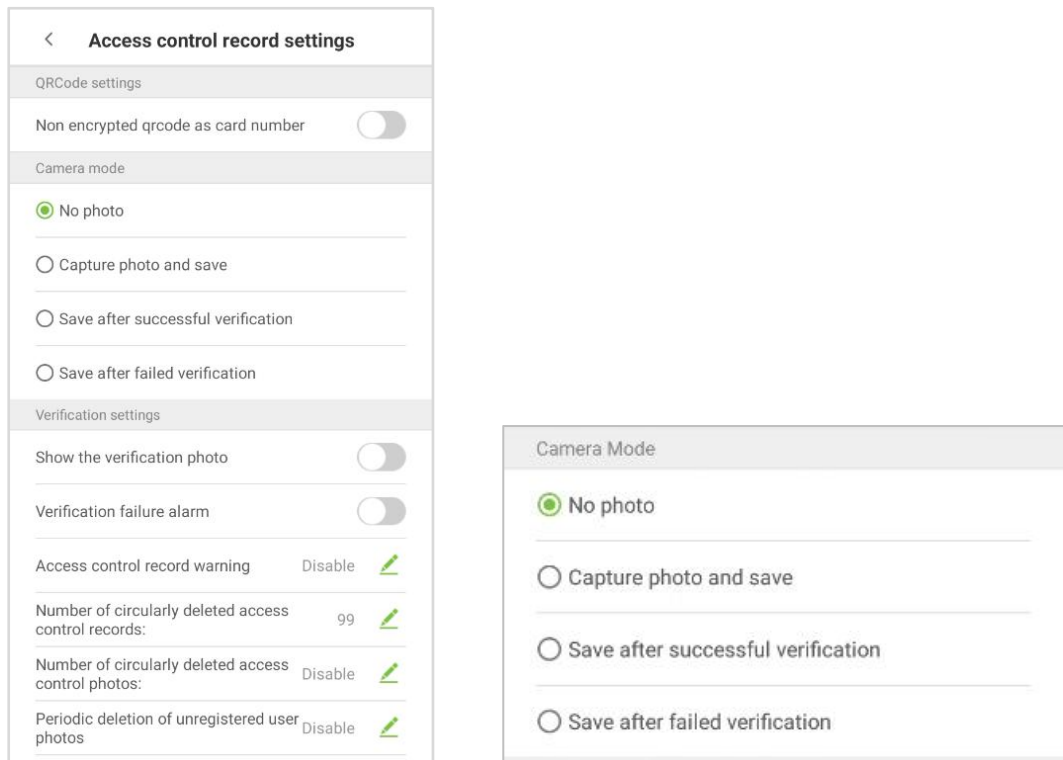 Access control record settings
QRCode settings
Non encrypted qrcode as card number
Camera mode
No photo
Capture photo and save
Save after successful verification
Save after failed verification
Verification settings
Show the verification photo
Verification failure alarm
Access control record warning Disable
Number of circularly deleted access
control records: 99
Number of circularly deleted access
control photos: Disable
Periodic deletion of unregistered user
photos Disable
Camera Mode
No photo
Capture photo and save
Save after successful verification
Save after failed verification